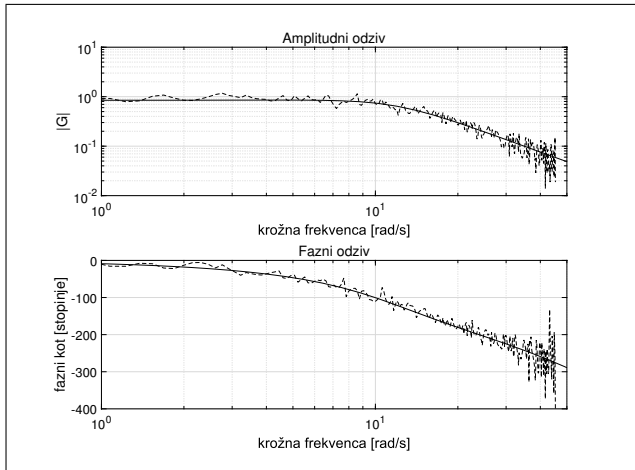 Amplitudni odziv
10^1
10^0
10^-1
10^-2
|G|
10^0
10^1
krožna frekvenca [rad/s]
Fazni odziv
0
-100
-200
-300
-400
fazni kot [stopinje]
10^0
10^1
krožna frekvenca [rad/s]